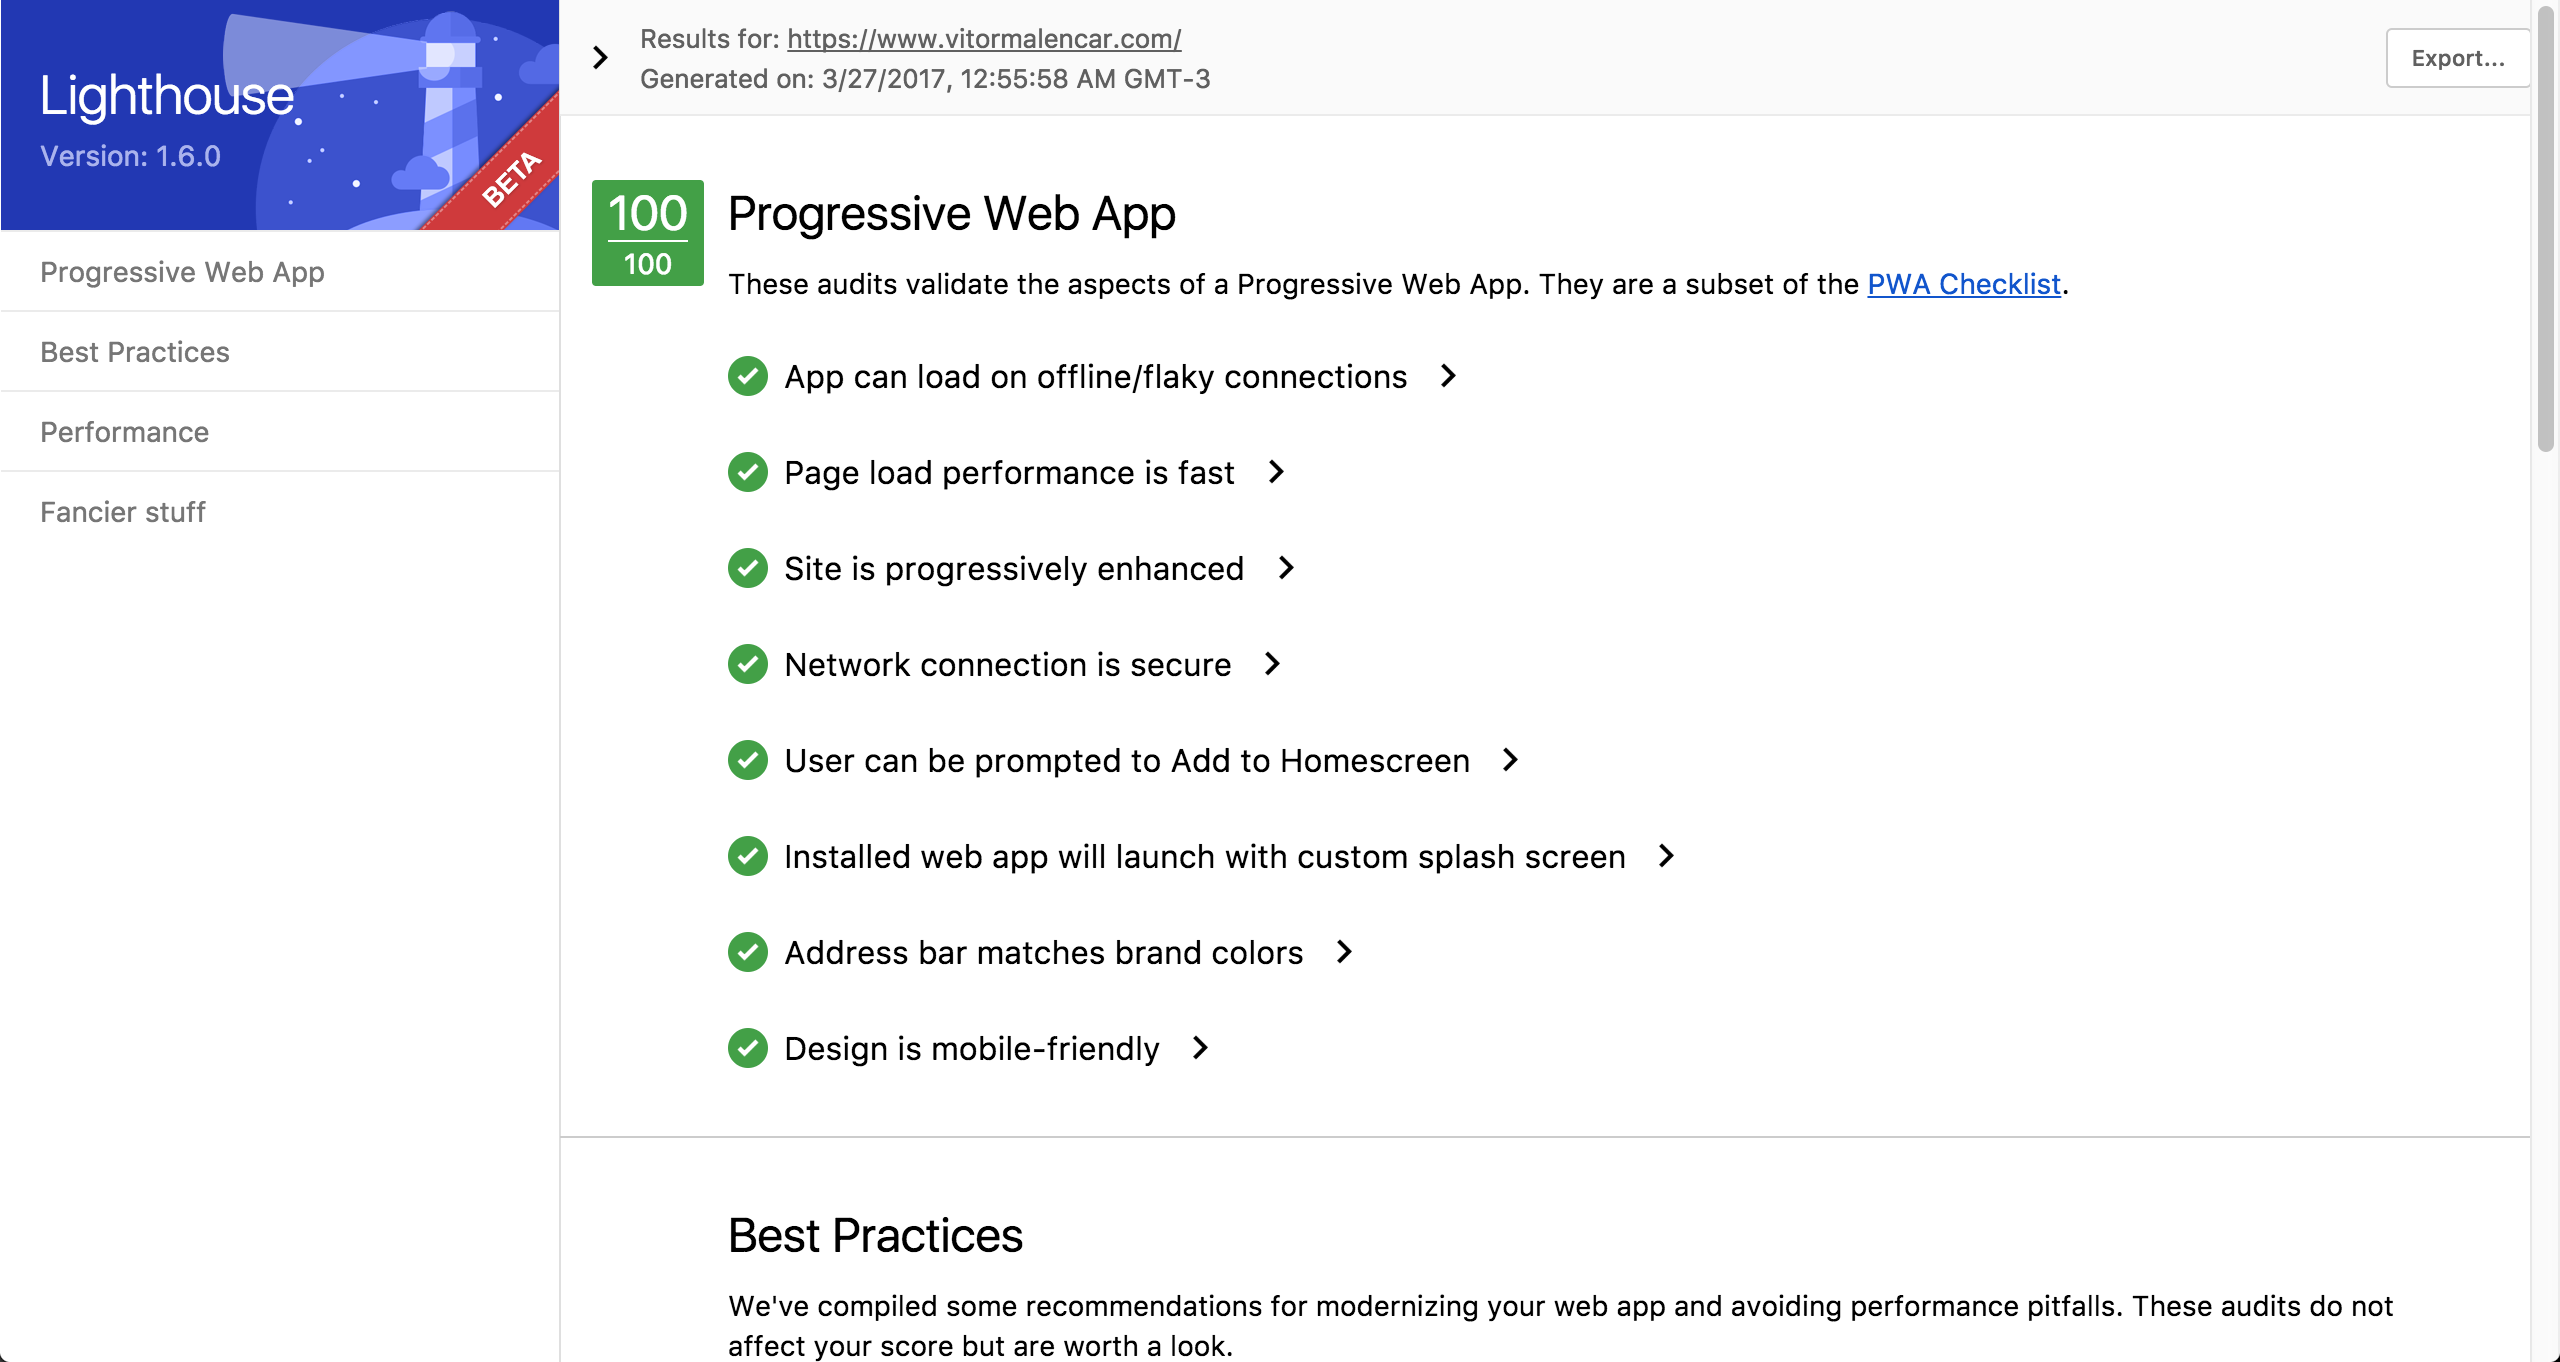 Lighthouse
Version: 1.6.0
BETA
Progressive Web App
Best Practices
Performance
Fancier stuff
Results for: https://www.vitormalencar.com/
Generated on: 3/27/2017, 12:55:58 AM GMT-3
Export...
100
100
Progressive Web App
These audits validate the aspects of a Progressive Web App. They are a subset of the PWA Checklist.
App can load on offline/flaky connections
Page load performance is fast
Site is progressively enhanced
Network connection is secure
User can be prompted to Add to Homescreen
Installed web app will launch with custom splash screen
Address bar matches brand colors
Design is mobile-friendly
Best Practices
We've compiled some recommendations for modernizing your web app and avoiding performance pitfalls. These audits do not
affect your score but are worth a look.